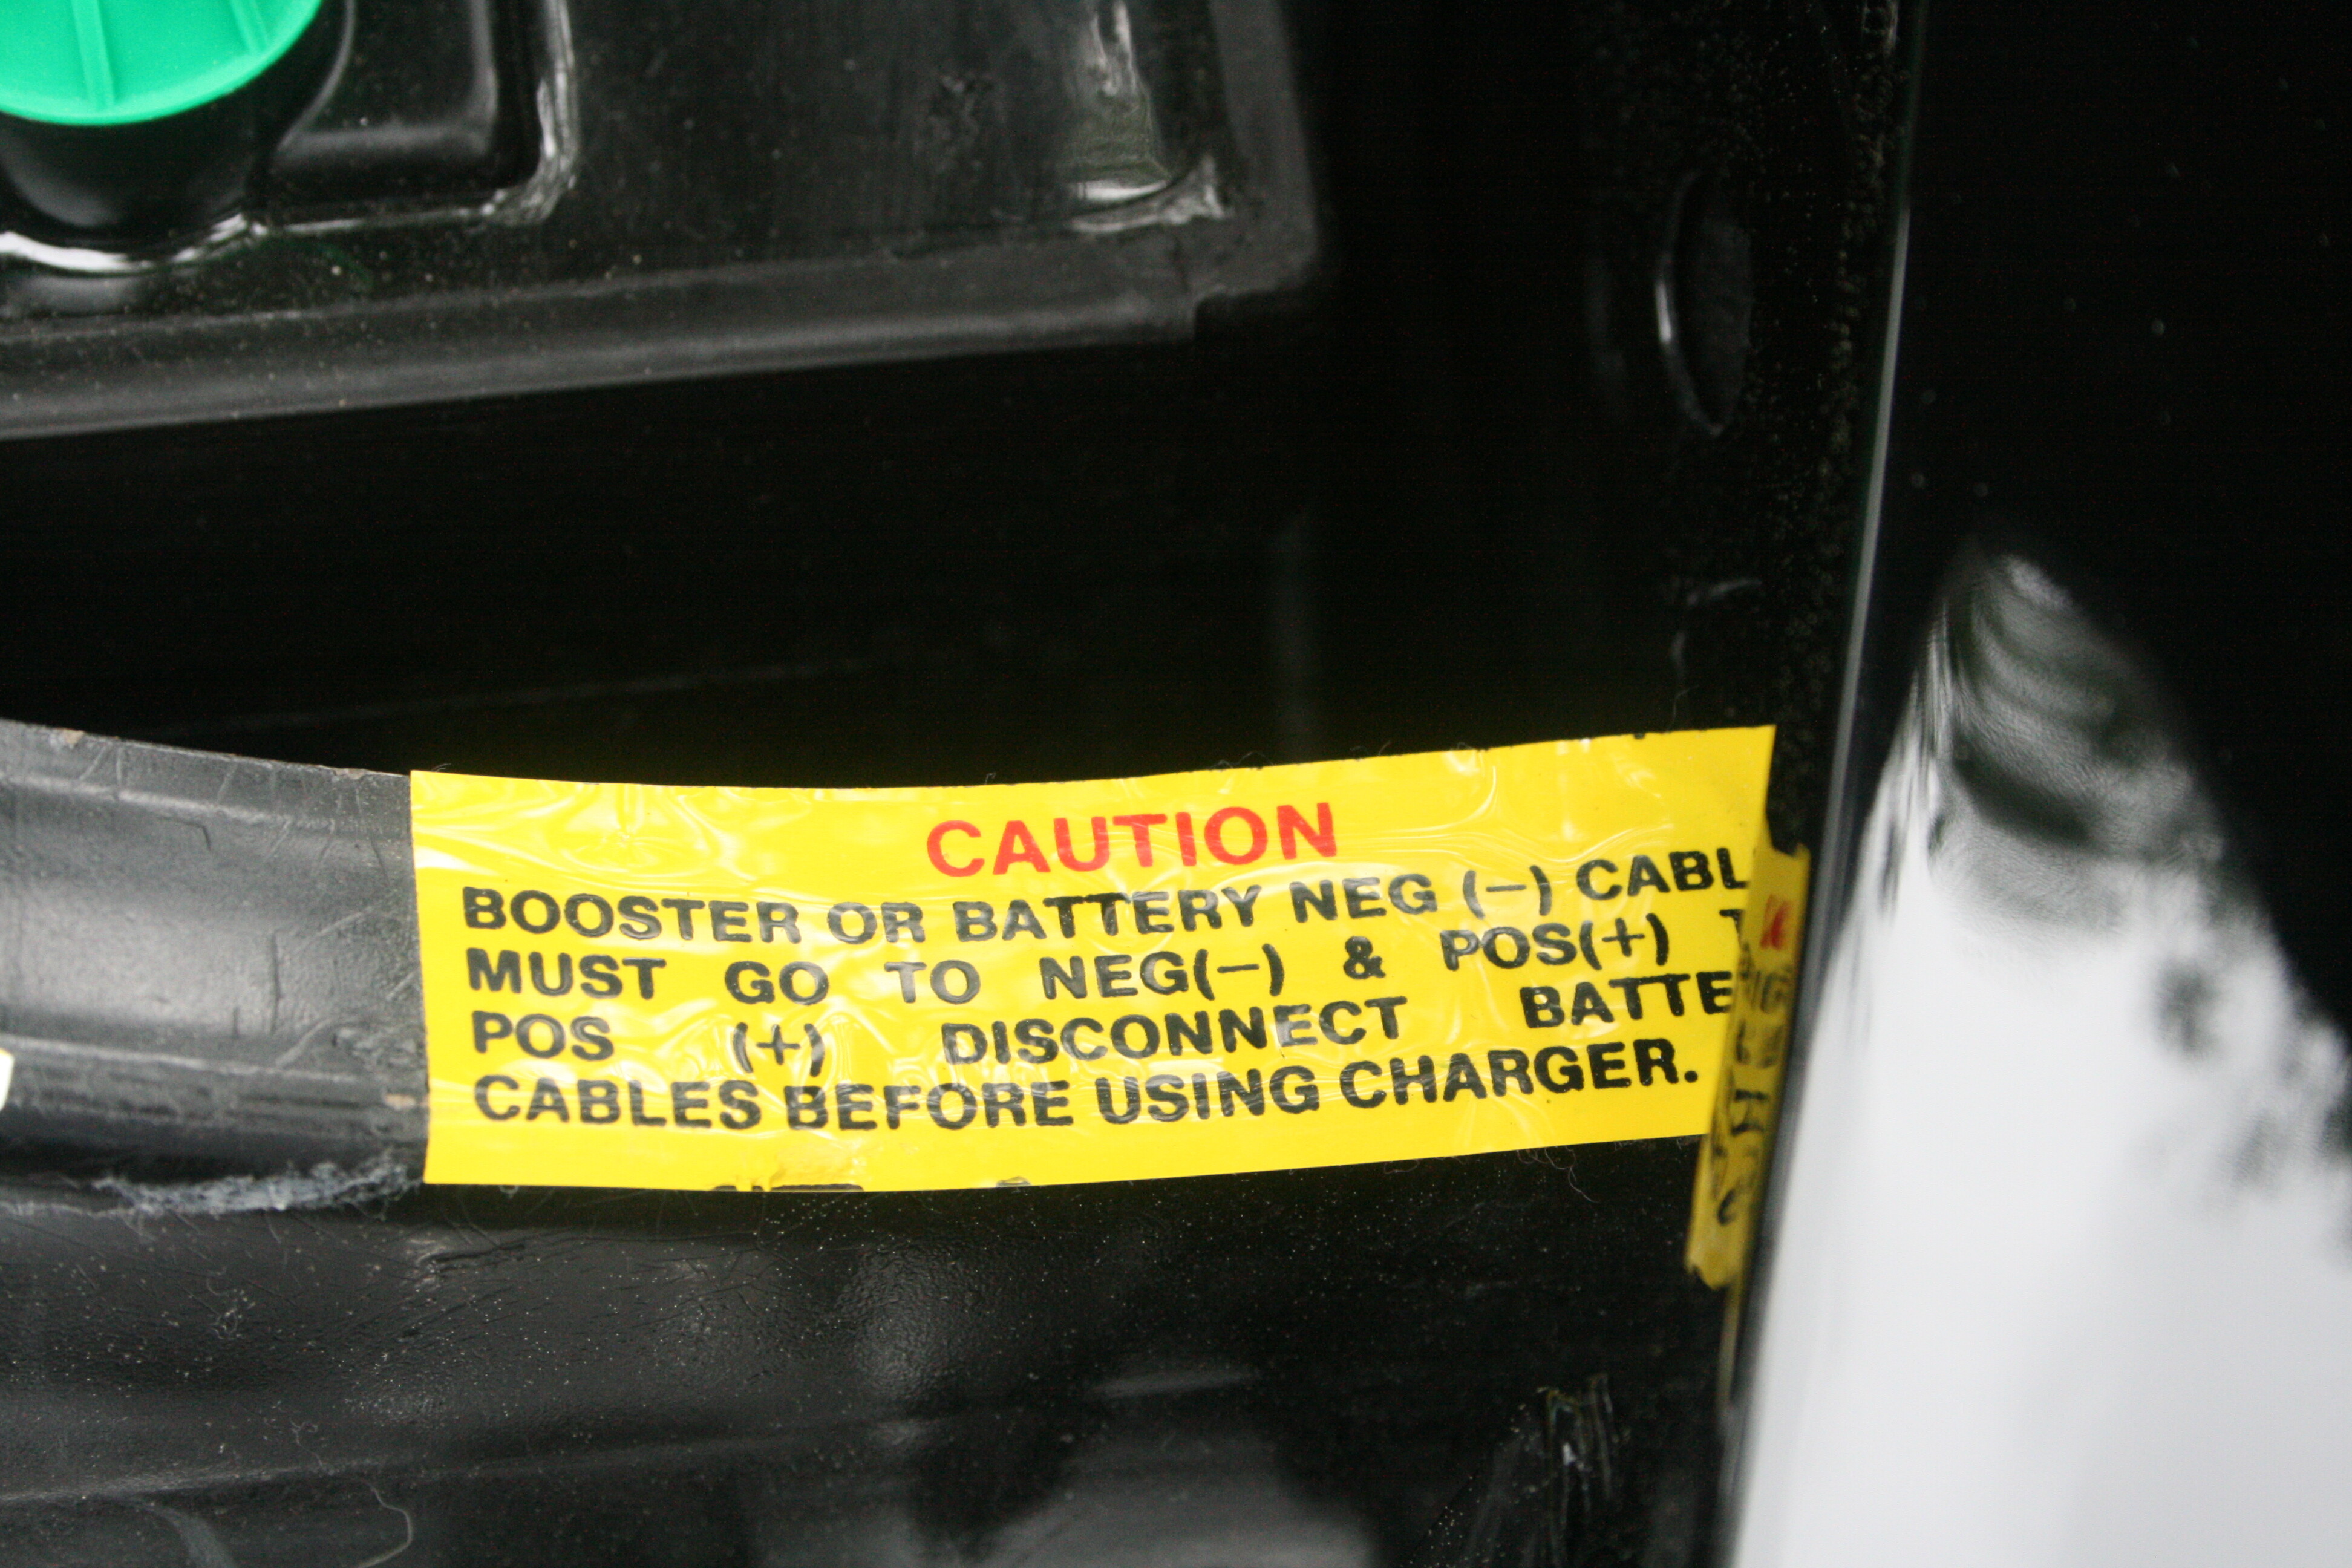 CAUTION
BOOSTER OR BATTERY NEG (−) CABL
MUST GO TO NEG(−) & POS(+) T
POS (+) DISCONNECT BATTE
CABLES BEFORE USING CHARGER.